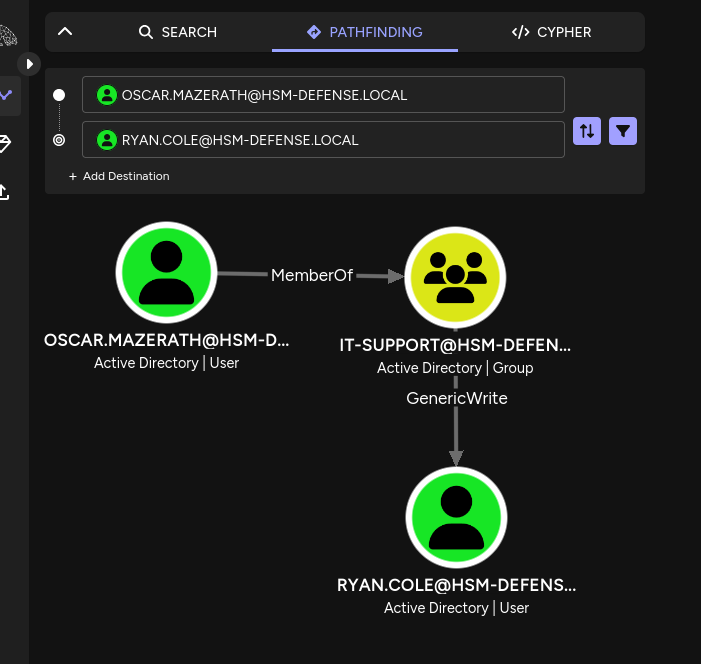 SEARCH
PATHFINDING
</> CYPHER
OSCAR.MAZERATH@HSM-DEFENSE.LOCAL
RYAN.COLE@HSM-DEFENSE.LOCAL
+ Add Destination
MemberOf
OSCAR.MAZERATH@HSM-D...
Active Directory | User
IT-SUPPORT@HSM-DEFEN...
Active Directory | Group
GenericWrite
RYAN.COLE@HSM-DEFENS...
Active Directory | User